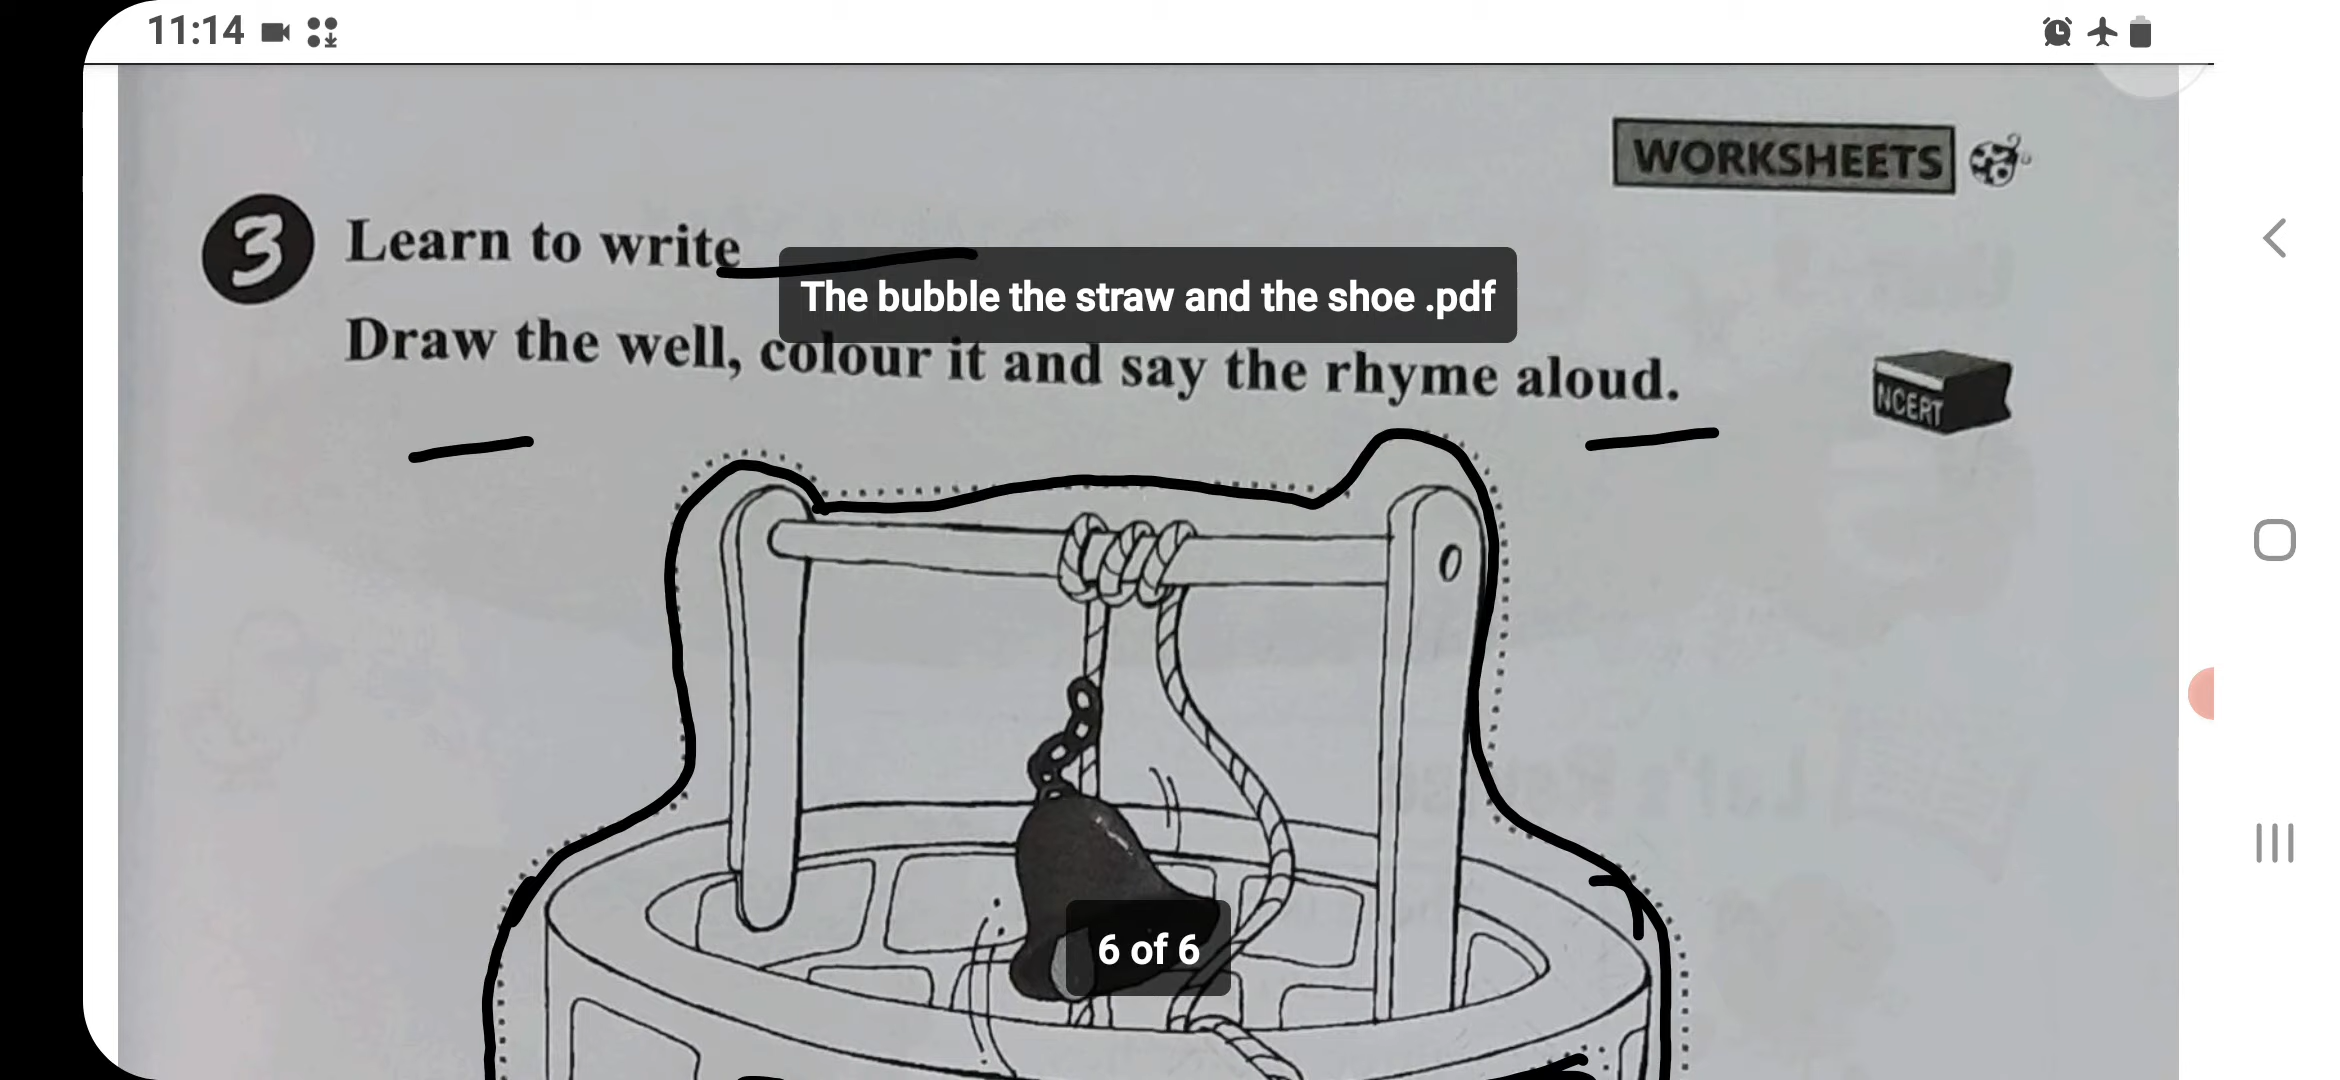 11:14
WORKSHEETS
3 Learn to write
The bubble the straw and the shoe .pdf
Draw the well, colour it and say the rhyme aloud.
NCERT
6 of 6